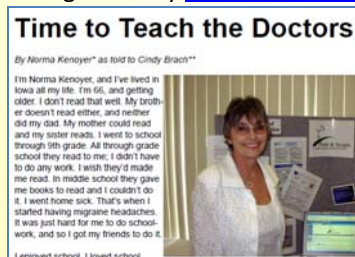 Time to Teach the Doctors
By Norma Kenoyer* as told to Cindy Brach**
I'm Norma Kenoyer, and I've lived in
Iowa all my life. I'm 66, and getting
older. I don't read that well. My broth-
er doesn't read either, and neither
did my dad. My mother could read
and my sister reads. I went to school
through 9th grade. All through grade
school they read to me; I didn't have
to do any work. I wish they'd made
me read. In middle school they gave
me books to read and I couldn't do
it. I went home sick. That's when I
started having migraine headaches.
It was just hard for me to do school-
work, and so I got my friends to do it.